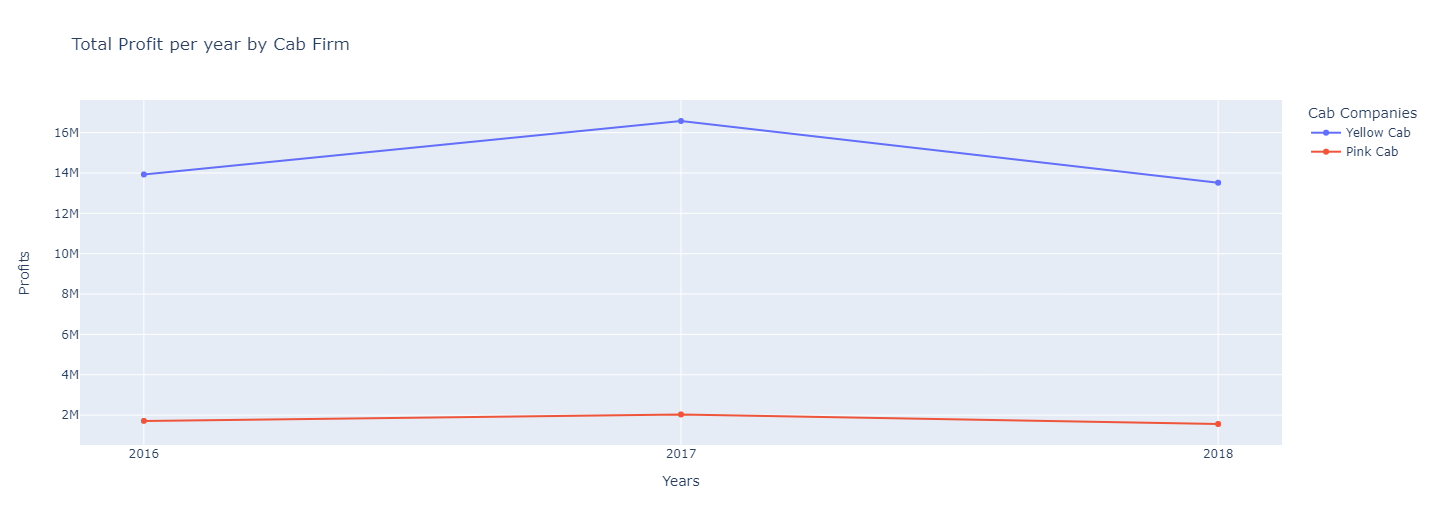 Total Profit per year by Cab Firm
Cab Companies
Yellow Cab
Pink Cab
Profits
16M
14M
12M
10M
8M
6M
4M
2M
2016 2017 2018
Years